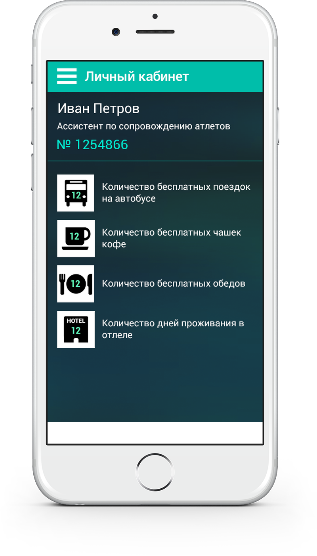 Личный кабинет
Иван Петров
Ассистент по сопровождению атлетов
№ 1254866
12
Количество бесплатных поездок
на автобусе
12
Количество бесплатных чашек
кофе
12
Количество бесплатных обедов
HOTEL
12
Количество дней проживания в
отлеле